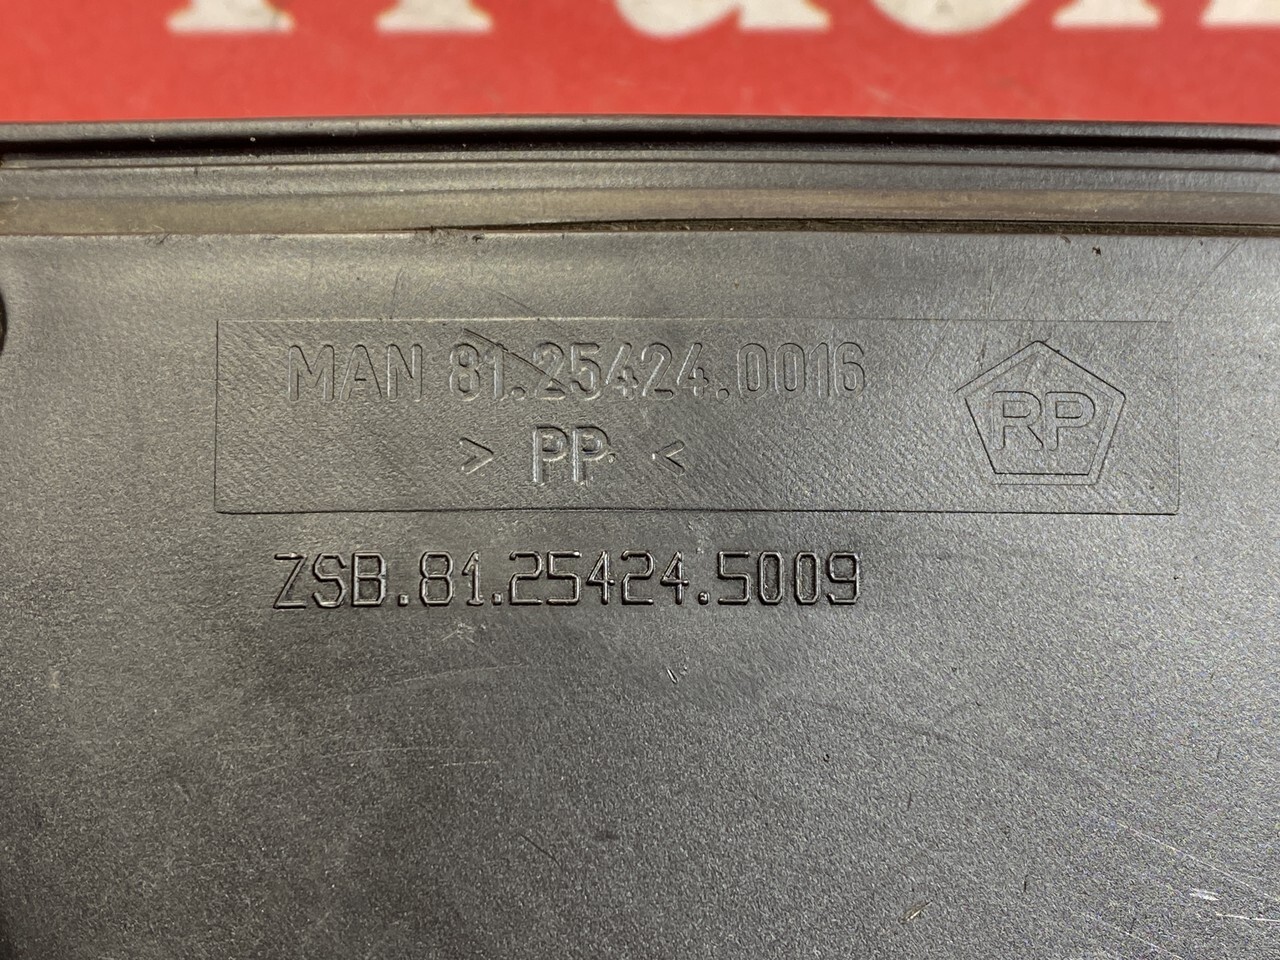 MAN 81.25424.0016
> PP <
RP
ZSB.81.25424.5009